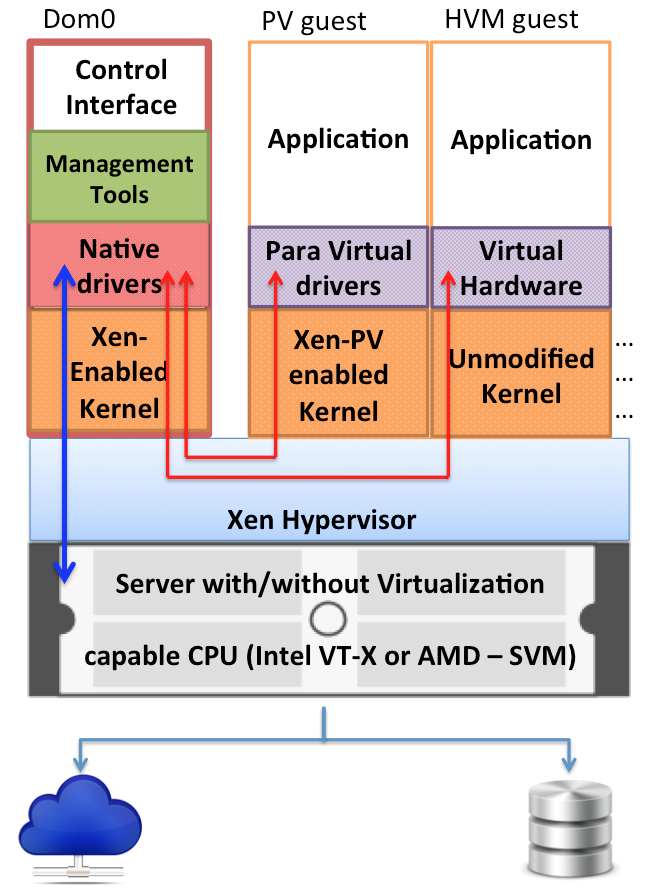 Dom0
PV guest
HVM guest
Control
Interface
Management
Tools
Native
drivers
Xen-
Enabled
Kernel
Application
Para Virtual
drivers
Xen-PV
enabled
Kernel
Application
Virtual
Hardware
Unmodified
Kernel
...
...
...
Xen Hypervisor
Server with/without Virtualization
capable CPU (Intel VT-X or AMD – SVM)